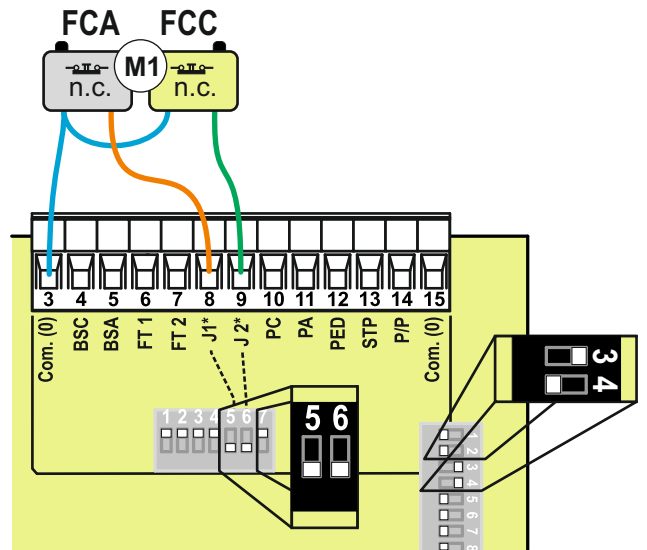 FCA FCC
M1
n.c. n.c.
3 4 5 6 7 8 9 10 11 12 13 14 15
Com. (0) BSC BSA FT 1 FT 2 J1* J 2* PC PA PED STP P/P Com. (0)
3
4
1 2 3 4 5 6 7
5 6
1
2
3
4
5
6
7
8